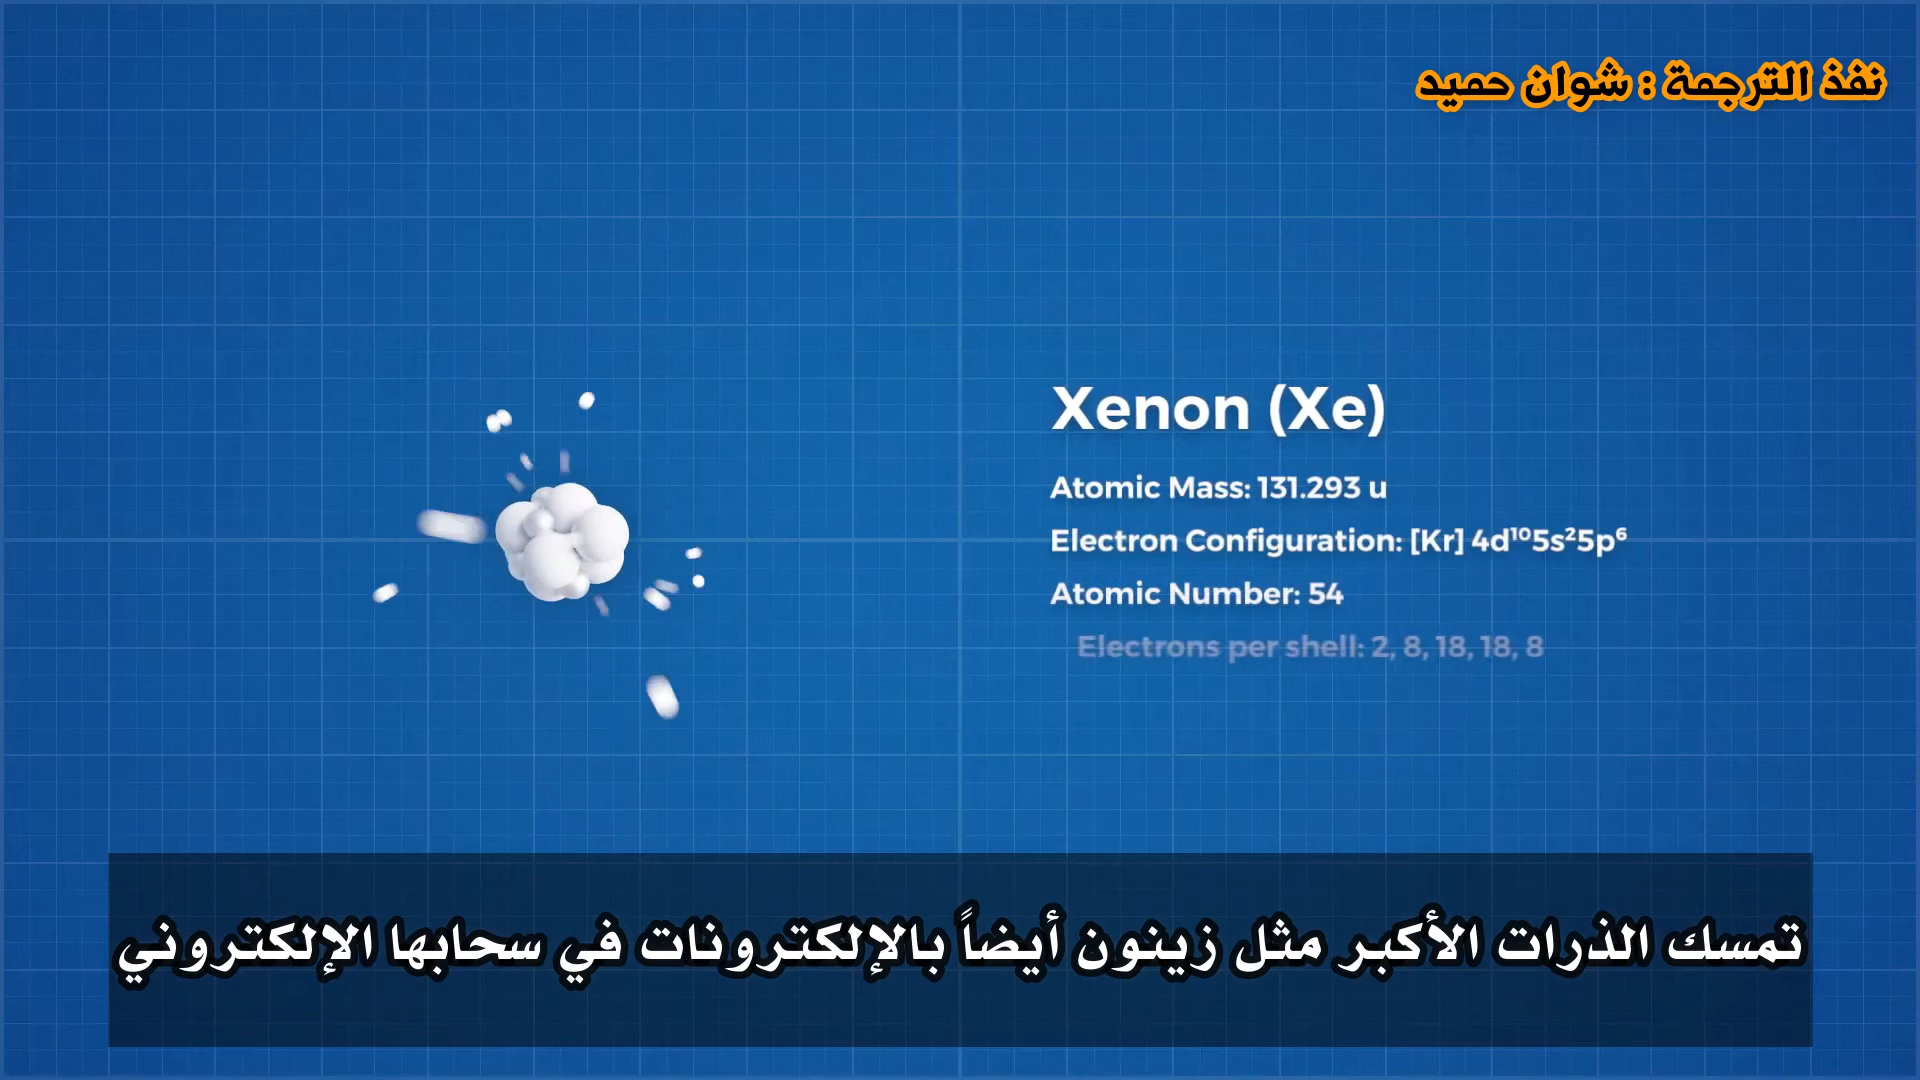 نفذ الترجمة : شوان حميد
Xenon (Xe)
Atomic Mass: 131.293 u
Electron Configuration: [Kr] 4d¹⁰5s²5p⁶
Atomic Number: 54
Electrons per shell: 2, 8, 18, 18, 8
تمسك الذرات الأكبر مثل زينون أيضاً بالإلكترونات في سحابها الإلكتروني